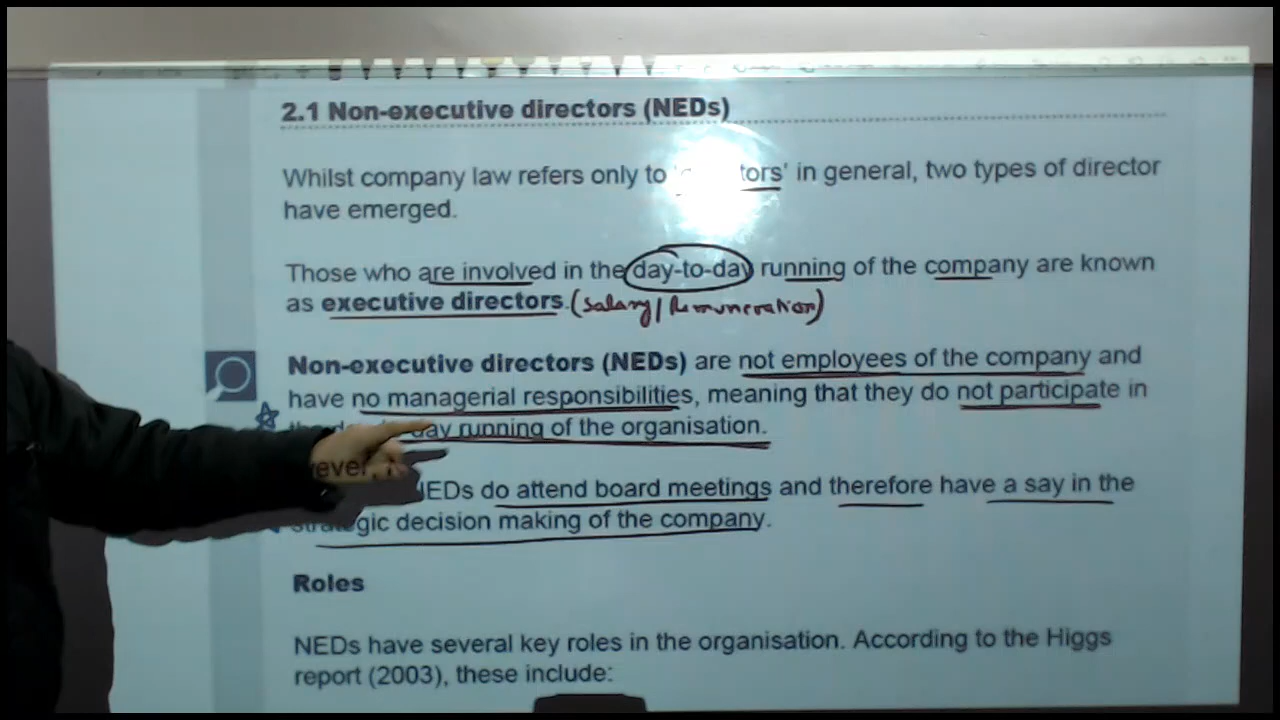 2.1 Non-executive directors (NEDs)
Whilst company law refers only to tors' in general, two types of director
have emerged.
Those who are involved in the day-to-day running of the company are known
as executive directors. (Salary/Remuneration)
Non-executive directors (NEDs) are not employees of the company and
have no managerial responsibilities, meaning that they do not participate in
day running of the organisation.
NEDs do attend board meetings and therefore have a say in the
strategic decision making of the company.
Roles
NEDs have several key roles in the organisation. According to the Higgs
report (2003), these include: